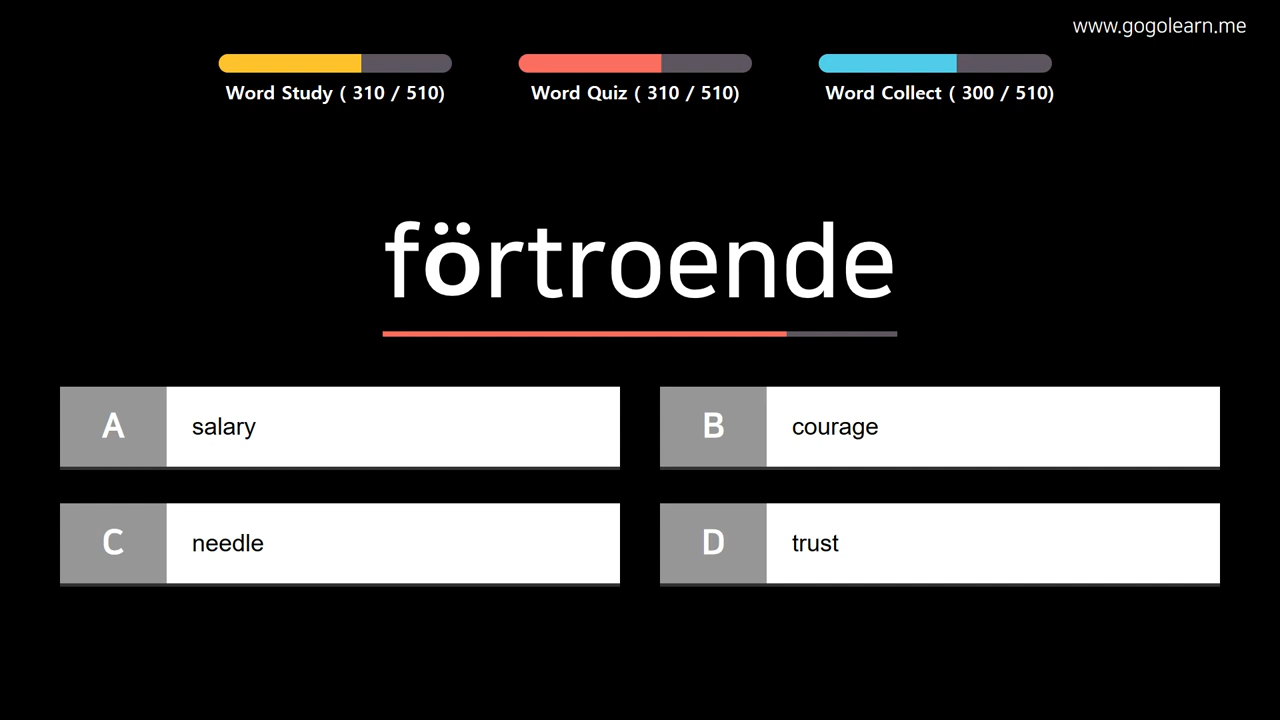 www.gogolearn.me
Word Study ( 310 / 510)
Word Quiz ( 310 / 510)
Word Collect ( 300 / 510)
förtroende
A salary
B courage
C needle
D trust